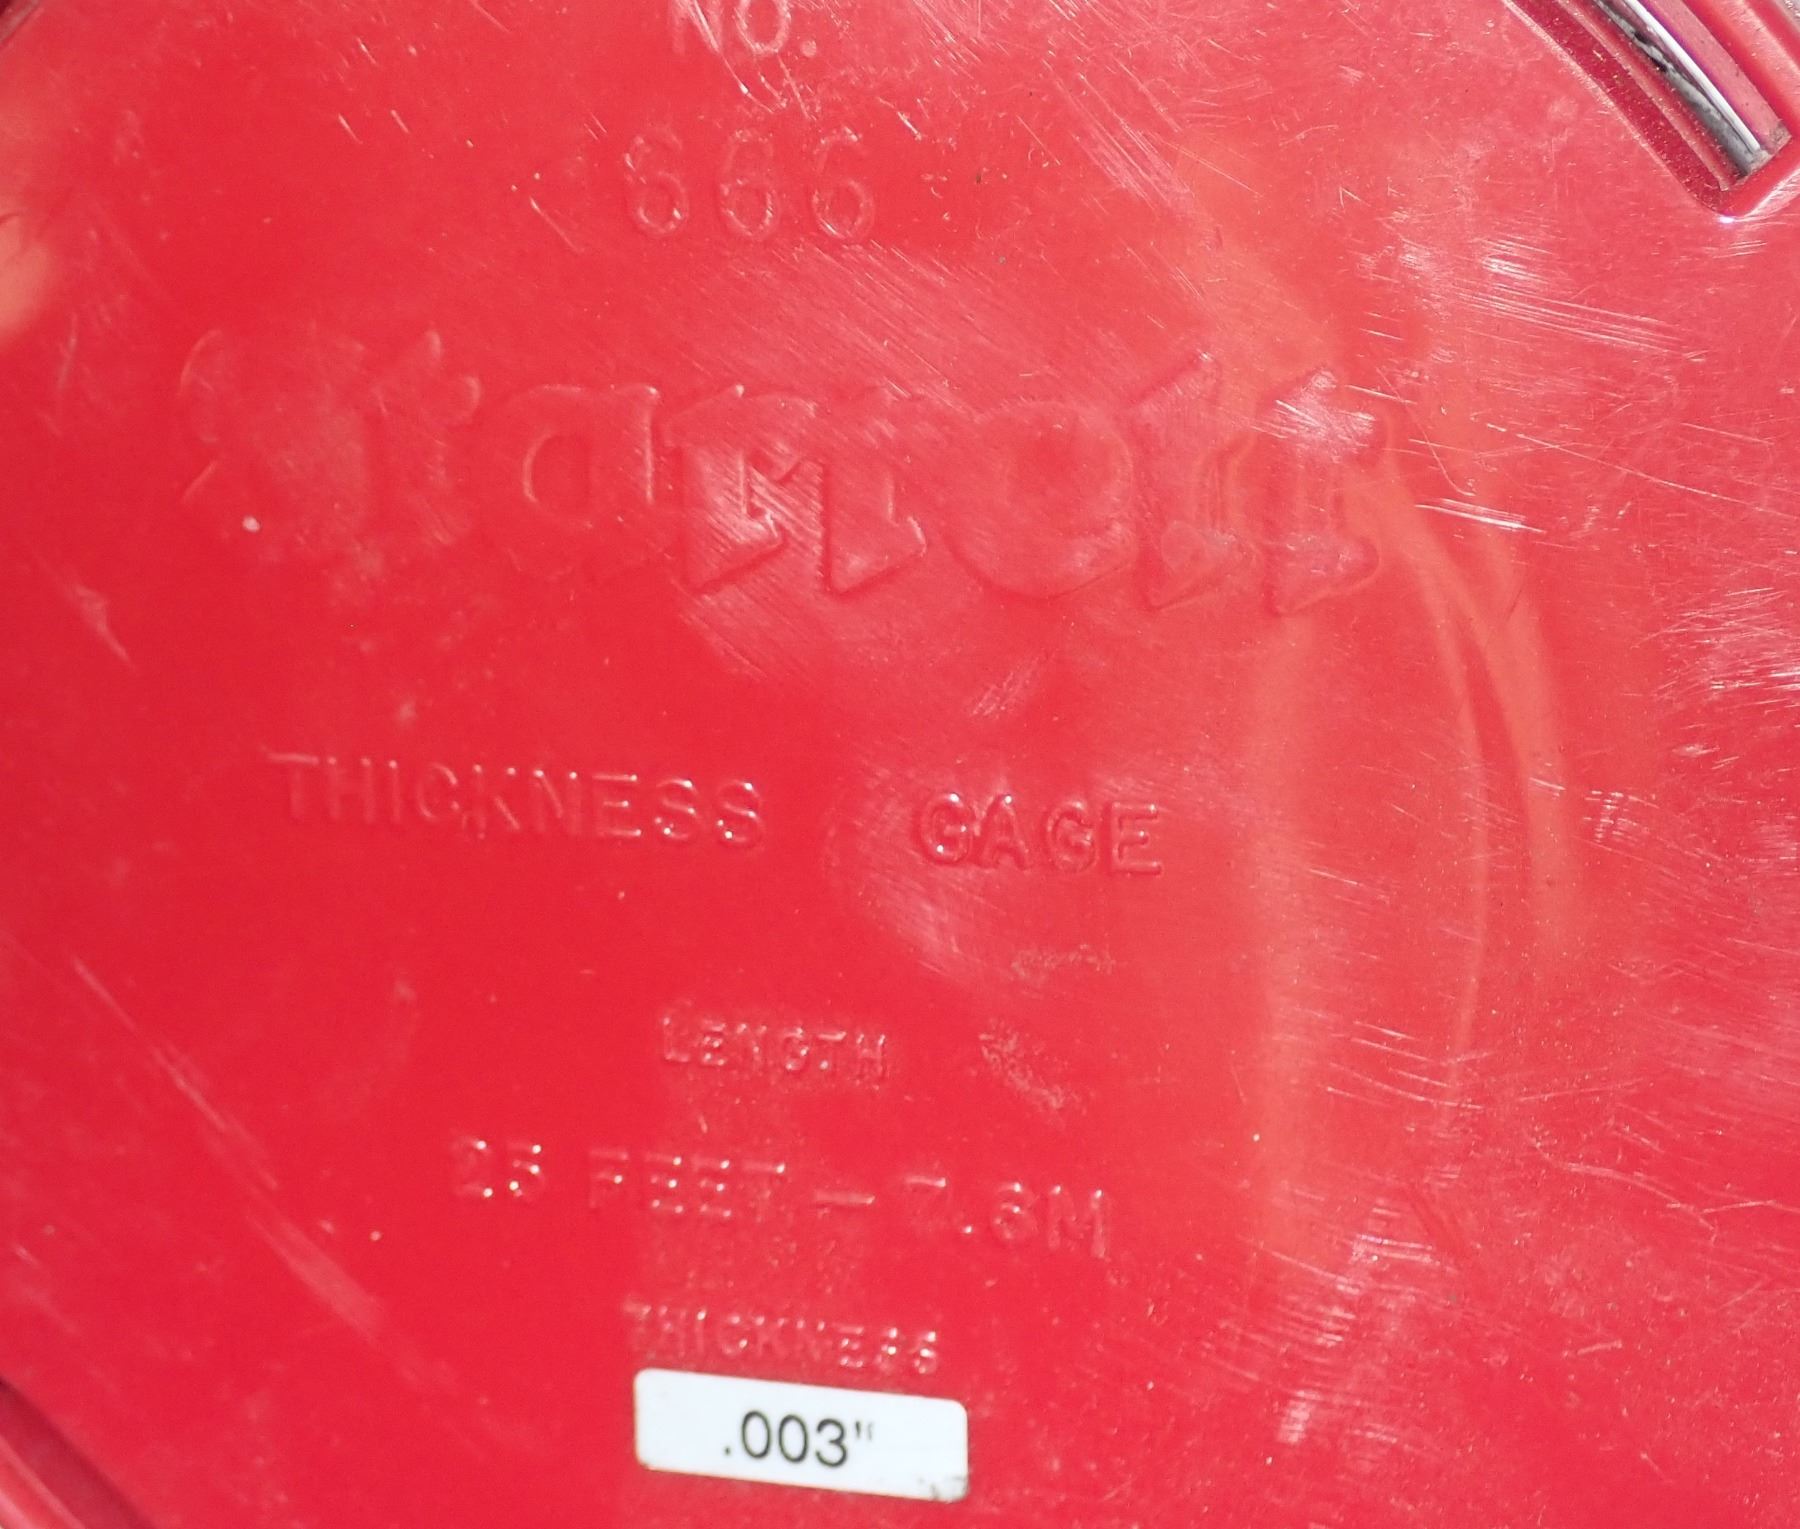 NO.
666
Starrett
THICKNESS GAGE
LENGTH
25 FEET - 7.6M
THICKNESS
.003"